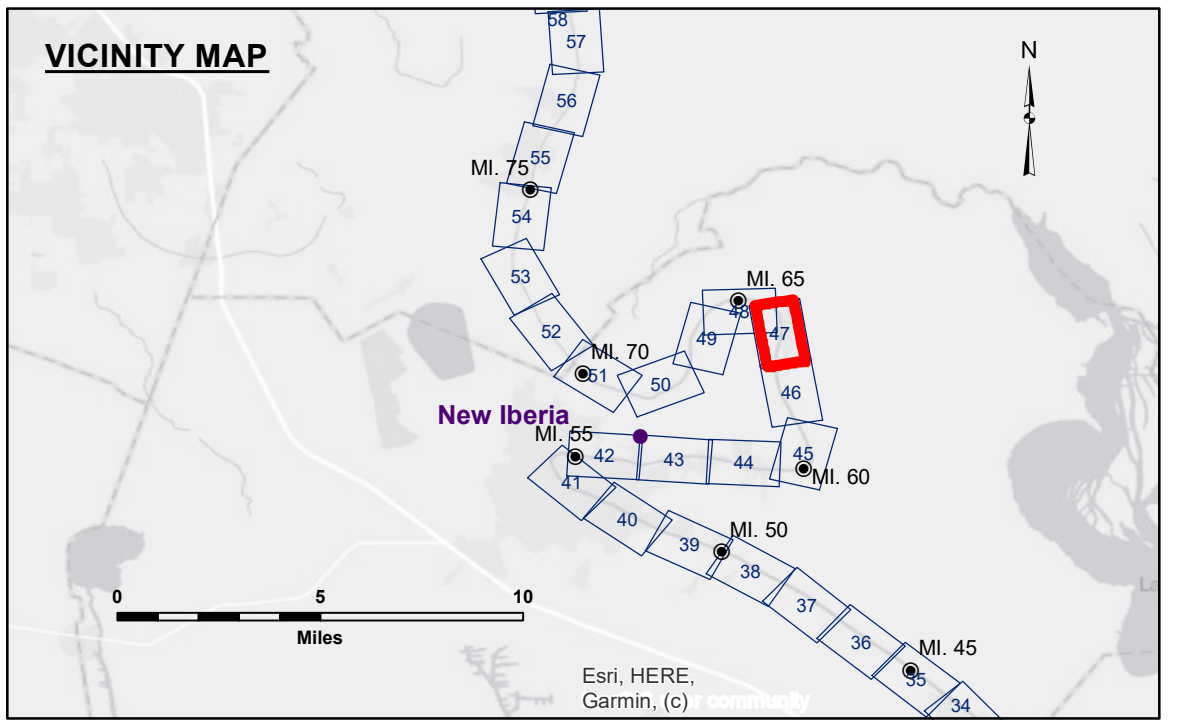 58
VICINITY MAP
57
N
56
55
MI. 75
54
53
MI. 65
48
52
47
49
MI. 70
51
50
46
New Iberia
MI. 55
42
43
44
45
MI. 60
41
40
39
MI. 50
38
La
0
5
10
37
Miles
36
MI. 45
35
34
Esri, HERE,
Garmin, (c)
community